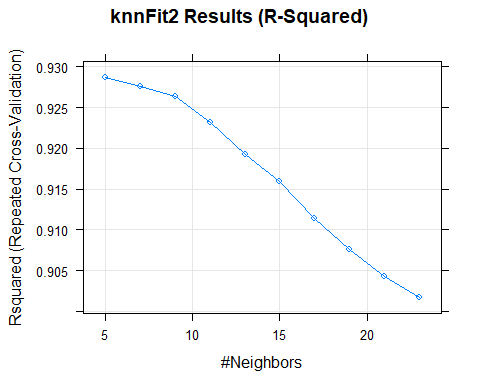 knnFit2 Results (R-Squared)
Rsquared (Repeated Cross-Validation)
0.930
0.925
0.920
0.915
0.910
0.905
5 10 15 20
#Neighbors